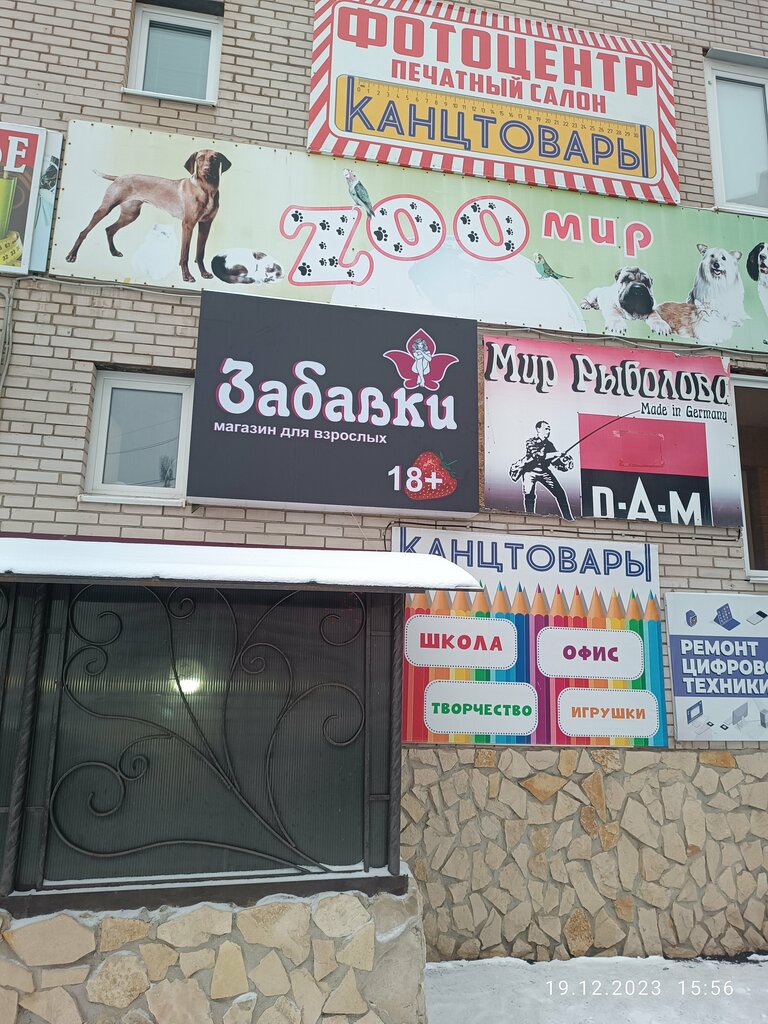 ФОТОЦЕНТР
ПЕЧАТНЫЙ САЛОН
КАНЦТОВАРЫ
ZOO мир
Забавки
магазин для взрослых
18+
Мир Рыболова
Made in Germany
D-A-M
КАНЦТОВАРЫ
ШКОЛА
ОФИС
ТВОРЧЕСТВО
ИГРУШКИ
РЕМОНТ
ЦИФРОВО
ТЕХНИКИ
19.12.2023 15:56